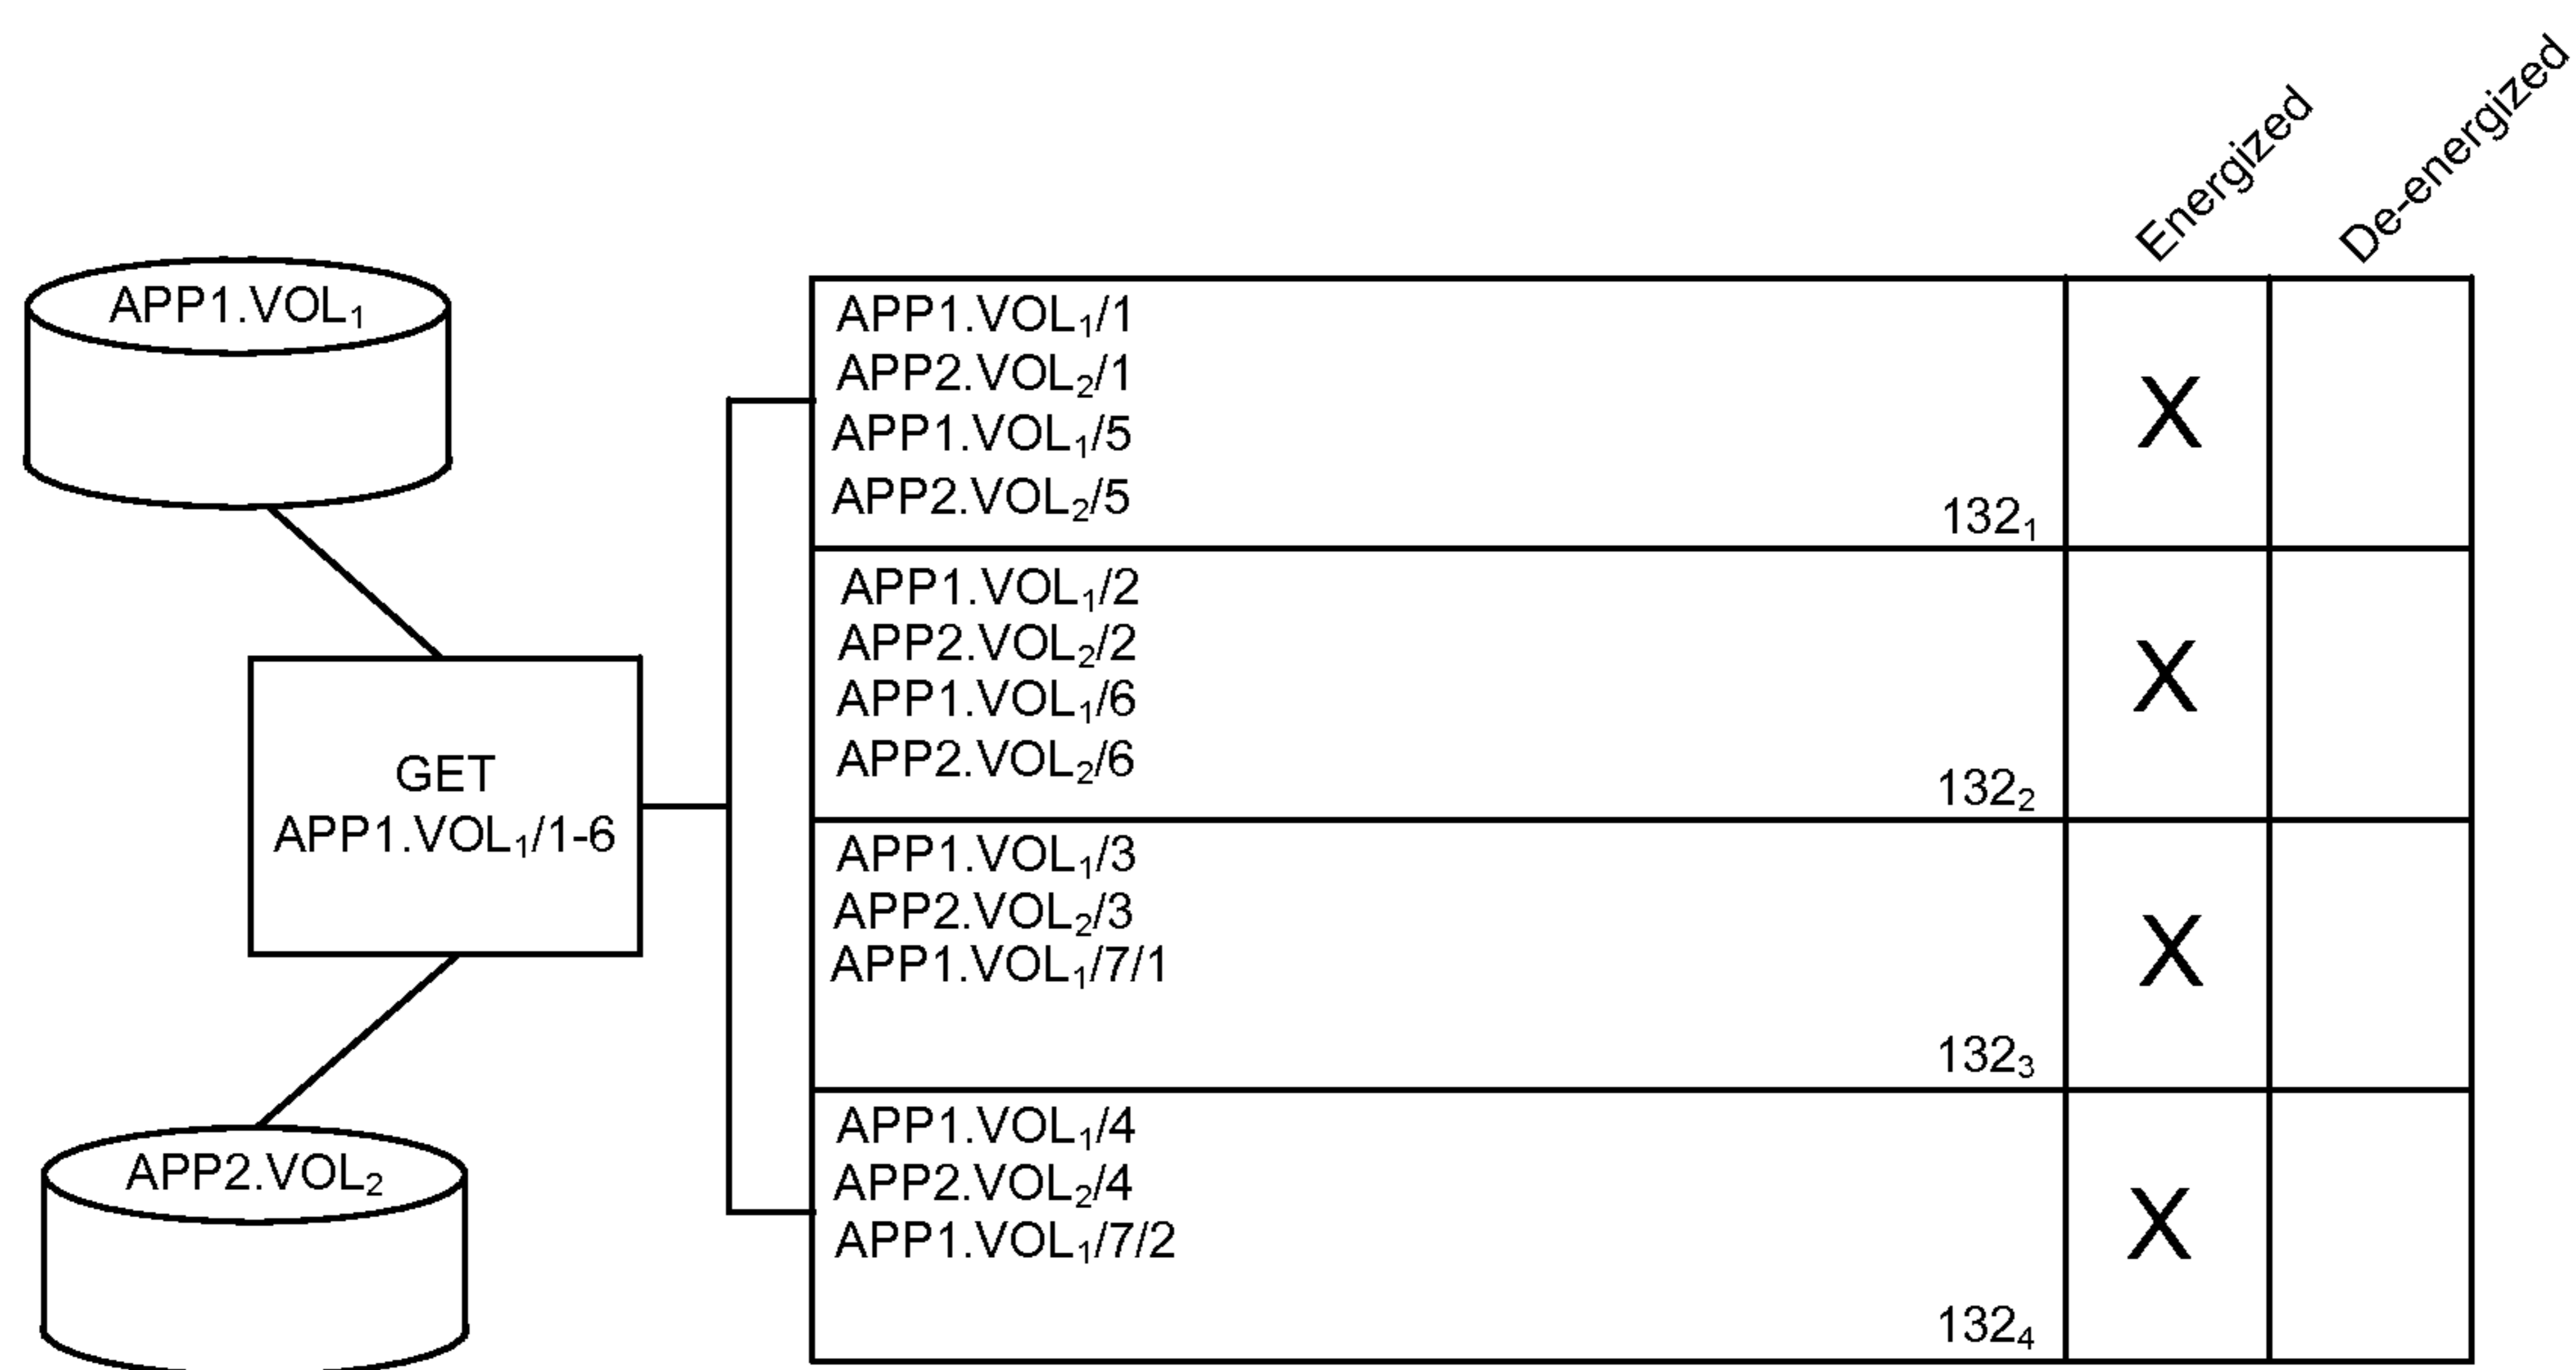 Energized
De-energized
APP1.VOL₁
GET
APP1.VOL₁/1-6
APP2.VOL₂
APP1.VOL₁/1
APP2.VOL₂/1
APP1.VOL₁/5
APP2.VOL₂/5
132₁
X
APP1.VOL₁/2
APP2.VOL₂/2
APP1.VOL₁/6
APP2.VOL₂/6
132₂
X
APP1.VOL₁/3
APP2.VOL₂/3
APP1.VOL₁/7/1
132₃
X
APP1.VOL₁/4
APP2.VOL₂/4
APP1.VOL₁/7/2
132₄
X